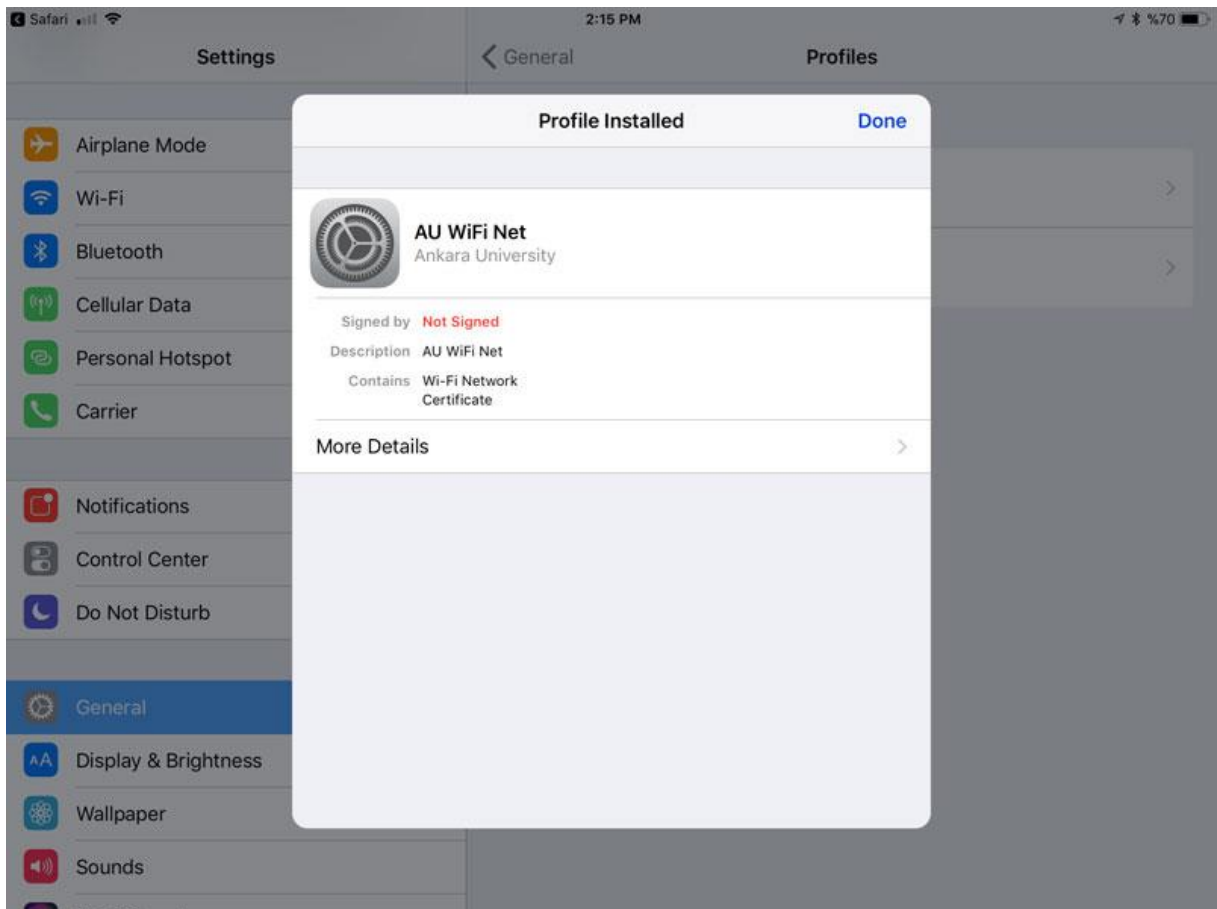 Safari
2:15 PM
%70
Settings
General
Profiles
Profile Installed
Done
Airplane Mode
Wi-Fi
Bluetooth
Cellular Data
Personal Hotspot
Carrier
Notifications
Control Center
Do Not Disturb
General
AA Display & Brightness
Wallpaper
Sounds
AU WiFi Net
Ankara University
Signed by Not Signed
Description AU WiFi Net
Contains Wi-Fi Network
Certificate
More Details